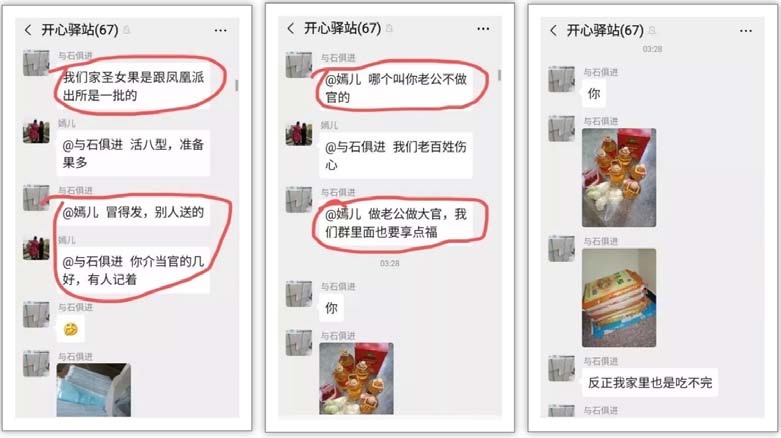 开心驿站(67)
与石俱进
我们家圣女果是跟凤凰派
出所是一批的
嫣儿
@与石俱进 活八型，准备
果多
与石俱进
@嫣儿 冒得发，别人送的
嫣儿
@与石俱进 你介当官的几
好，有人记着
与石俱进
与石俱进
开心驿站(67)
与石俱进
@嫣儿 哪个叫你老公不做
官的
嫣儿
@与石俱进 我们老百姓伤
心
与石俱进
@嫣儿 做老公做大官，我
们群里面也要享点福
03:28
与石俱进
你
与石俱进
开心驿站(67)
03:28
与石俱进
你
与石俱进
与石俱进
与石俱进
反正我家里也是吃不完
与石俱进